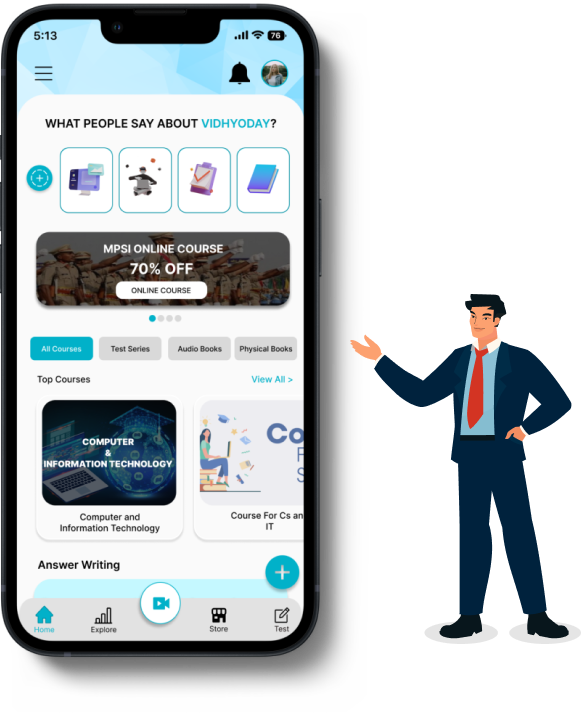 5:13
76
WHAT PEOPLE SAY ABOUT VIDHYODAY?
MPSI ONLINE COURSE
70% OFF
ONLINE COURSE
All Courses
Test Series
Audio Books
Physical Books
Top Courses
View All >
COMPUTER
&
INFORMATION TECHNOLOGY
Co
F
S
Computer and
Information Technology
Course For Cs an
IT
Answer Writing
Home
Explore
Store
Test